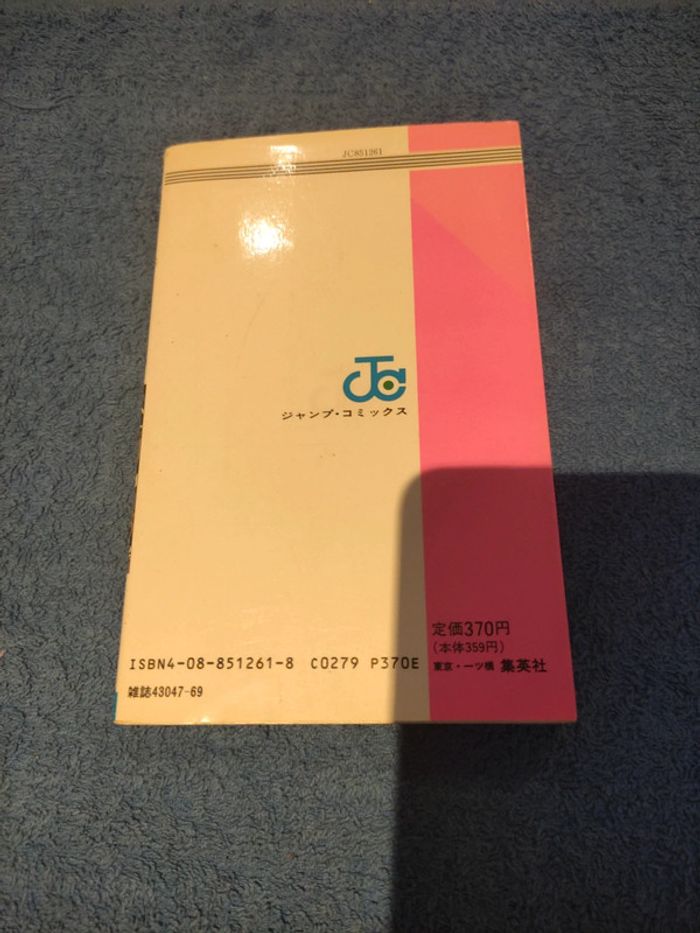 JC851261
JC
ジャンプ・コミックス
定価370円
(本体359円)
東京・一ツ橋 集英社
ISBN4-08-851261-8 C0279 P370E
雑誌43047-69